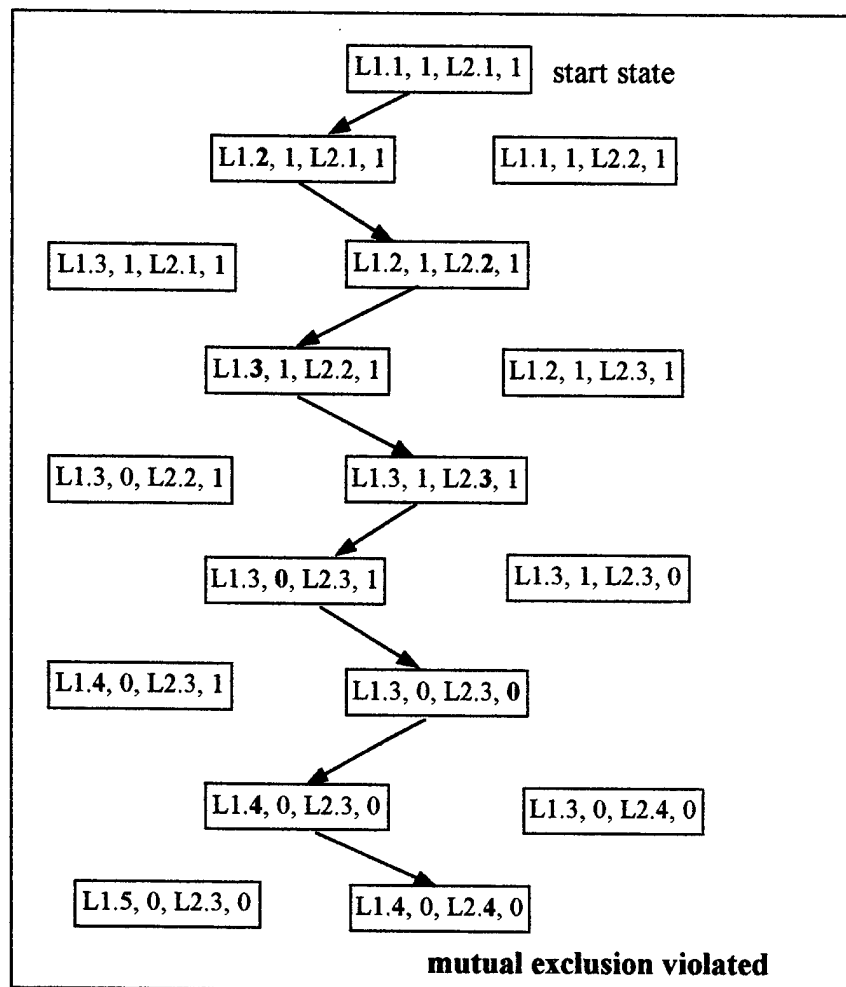 L1.1, 1, L2.1, 1 start state
L1.2, 1, L2.1, 1 L1.1, 1, L2.2, 1
L1.3, 1, L2.1, 1 L1.2, 1, L2.2, 1
L1.3, 1, L2.2, 1 L1.2, 1, L2.3, 1
L1.3, 0, L2.2, 1 L1.3, 1, L2.3, 1
L1.3, 0, L2.3, 1 L1.3, 1, L2.3, 0
L1.4, 0, L2.3, 1 L1.3, 0, L2.3, 0
L1.4, 0, L2.3, 0 L1.3, 0, L2.4, 0
L1.5, 0, L2.3, 0 L1.4, 0, L2.4, 0
mutual exclusion violated